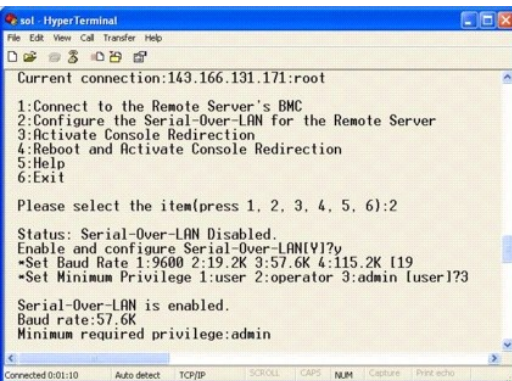 sol - HyperTerminal
File Edit View Call Transfer Help
Current connection:143.166.131.171:root
1:Connect to the Remote Server's BMC
2:Configure the Serial-Over-LAN for the Remote Server
3:Activate Console Redirection
4:Reboot and Activate Console Redirection
5:Help
6:Exit
Please select the item(press 1, 2, 3, 4, 5, 6):2
Status: Serial-Over-LAN Disabled.
Enable and configure Serial-Over-LAN[Y]?y
*Set Baud Rate 1:9600 2:19.2K 3:57.6K 4:115.2K [19
*Set Minimum Privilege 1:user 2:operator 3:admin [user]?3
Serial-Over-LAN is enabled.
Baud rate:57.6K
Minimum required privilege:admin
Connected 0:01:10 Auto detect TCP/IP SCROLL CAPS NUM Capture Print echo